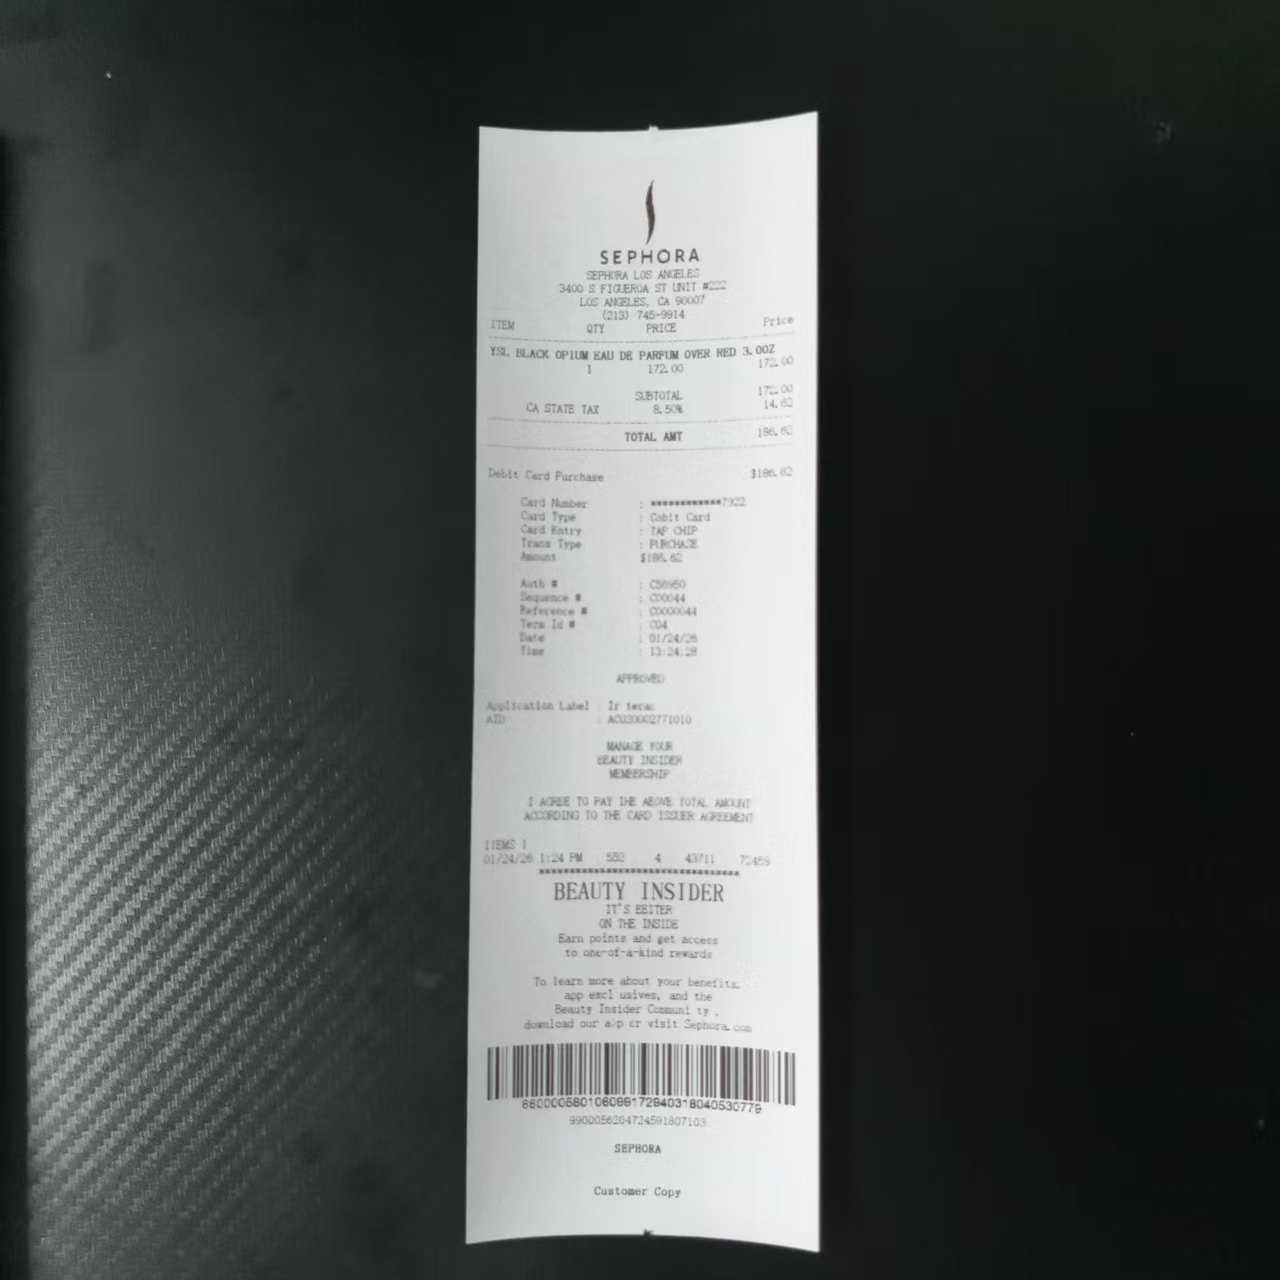 SEPHORA
SEPHORA LOS ANGELES
3400 S FIGUEROA ST UNIT #222
LOS ANGELES, CA 90007
(213) 745-9914
ITEM QTY PRICE Price
YSL BLACK OPIUM EAU DE PARFUM OVER RED 3.00Z
1 172.00 172.00
SUBTOTAL 172.00
CA STATE TAX 8.50% 14.62
TOTAL AMT 186.62
Debit Card Purchase $186.62
Card Number : ************7922
Card Type : Cobit Card
Card Entry : TAP CHIP
Trans Type : PURCHASE
Amount $186.62
Auth # : C56950
Sequence # : C00044
Reference # : C0000044
Term Id # : C04
Date : 01/24/26
Time : 13:24:28
APPROVED
Application Label : Ir terac
AID : AC030002771010
MANAGE YOUR
BEAUTY INSIDER
MEMBERSHIP
I AGREE TO PAY THE ABOVE TOTAL AMOUNT
ACCORDING TO THE CARD ISSUER AGREEMENT
ITEMS 1
01/24/26 1:24 PM 552 4 43711 72459
****************************************
BEAUTY INSIDER
IT'S BEITER
ON THE INSIDE
Earn points and get access
to one-of-a-kind rewards
To learn more about your benefits,
app excl usives, and the
Beauty Insider Communi ty ,
download our a>p cr visit Sephora.com
6600005801060991729403180405307​79
9900056204724591807103
SEPHORA
Customer Copy